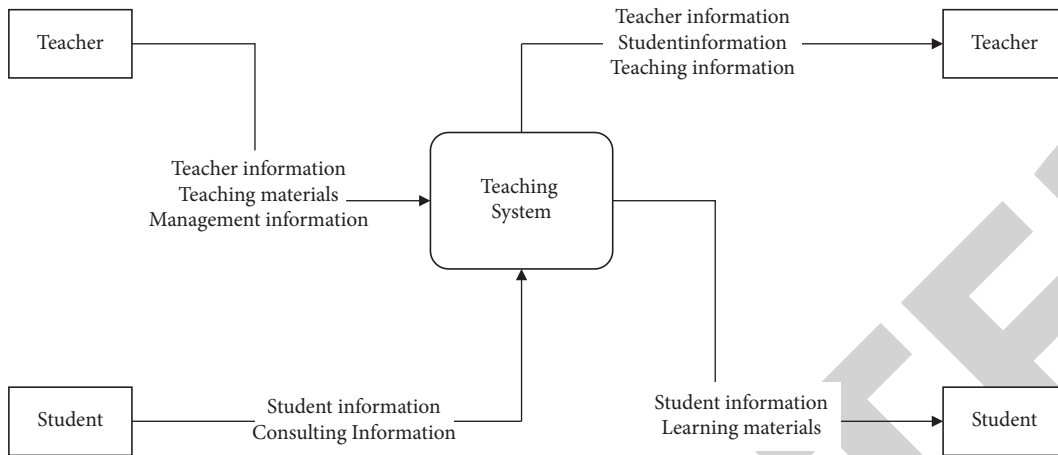 Teacher
Teacher information
Studentinformation
Teaching information
Teacher
Teacher information
Teaching materials
Management information
Teaching
System
Student
Student information
Consulting Information
Student information
Learning materials
Student